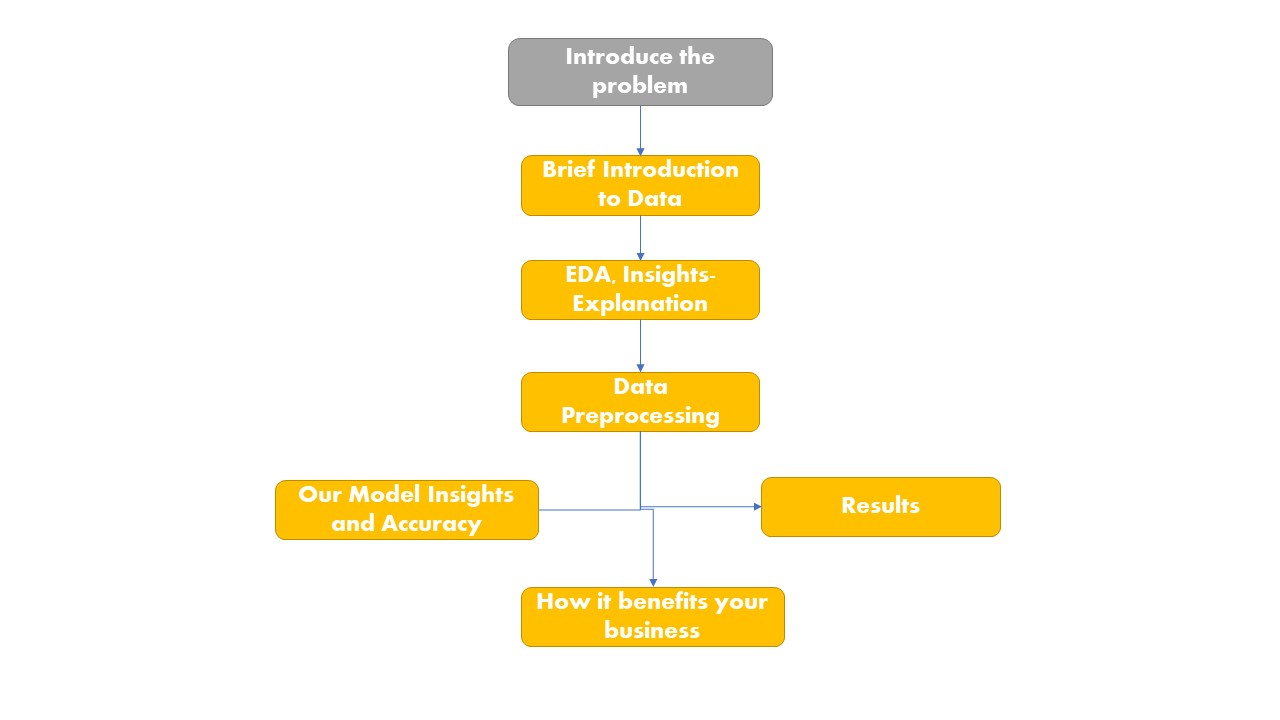 Introduce the
problem
Brief Introduction
to Data
EDA, Insights-
Explanation
Data
Preprocessing
Our Model Insights
and Accuracy
Results
How it benefits your
business